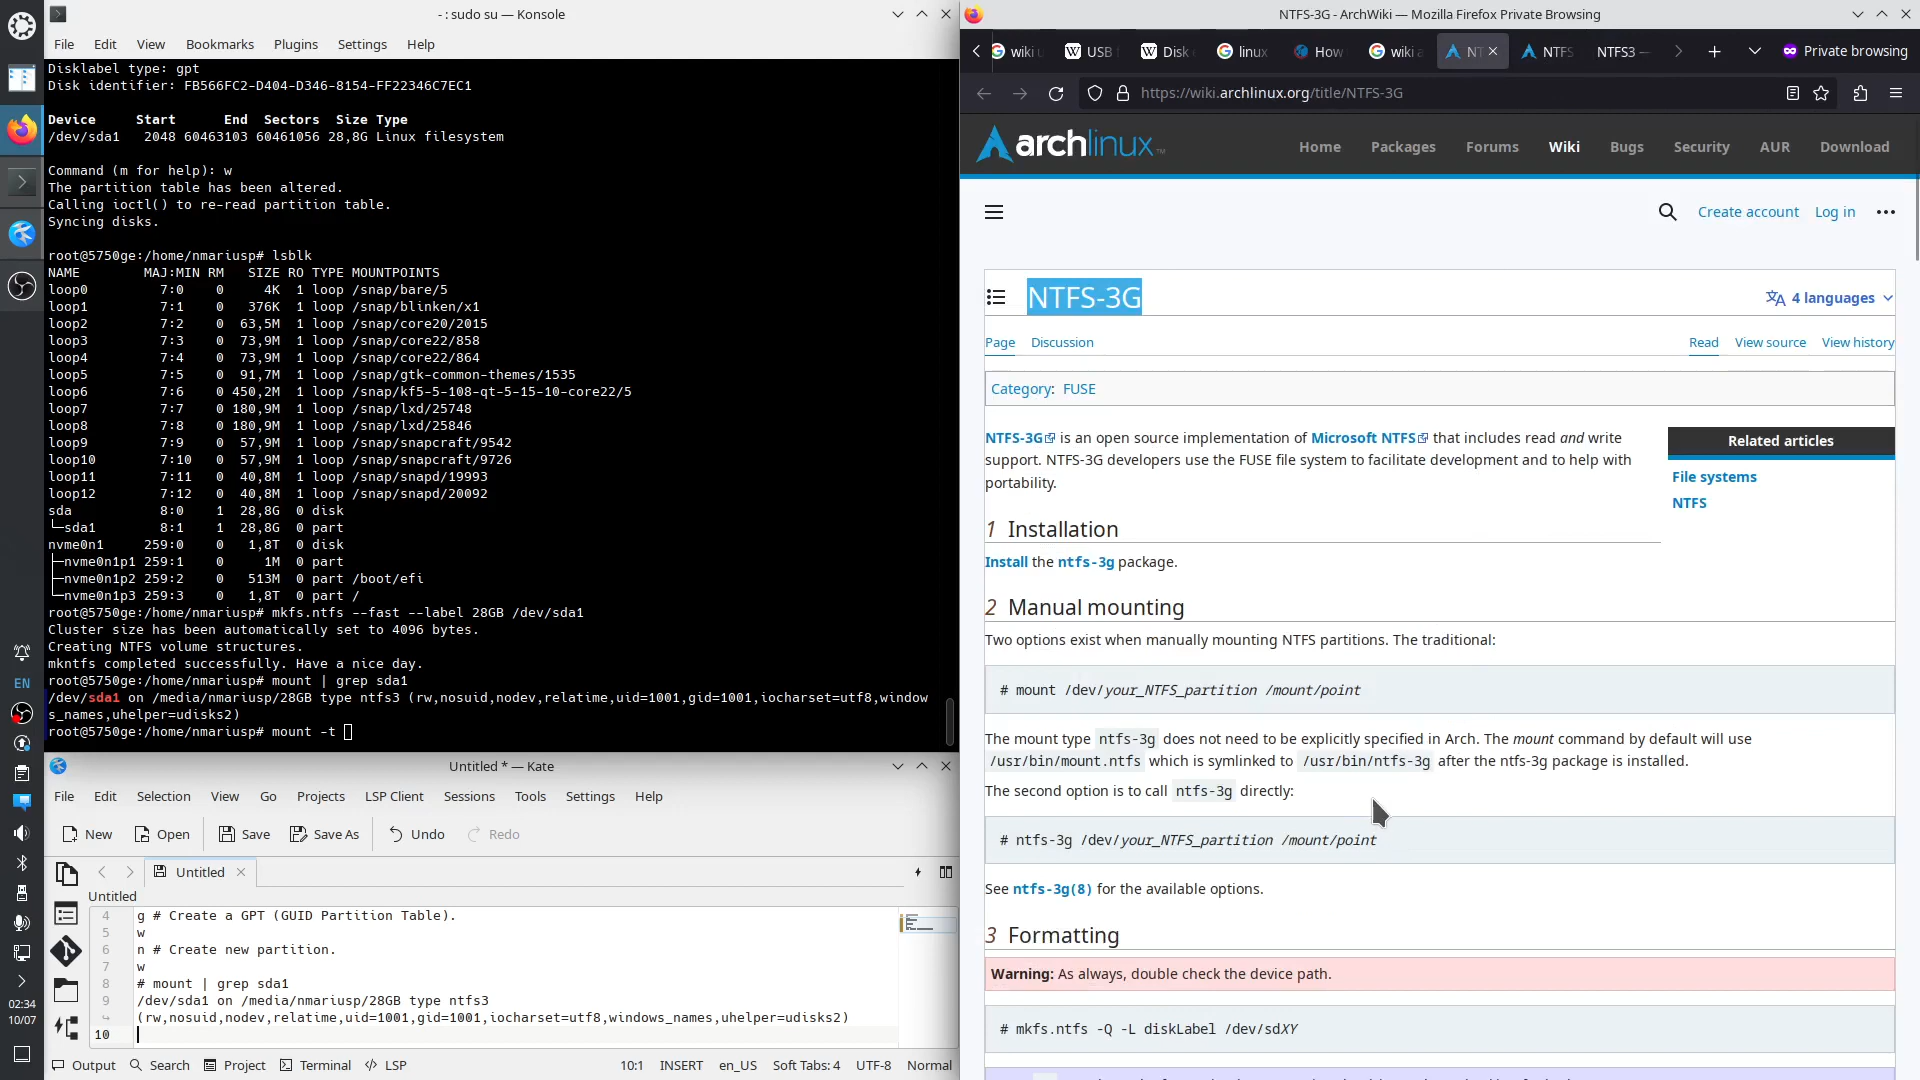 - : sudo su — Konsole
File Edit View Bookmarks Plugins Settings Help
Disklabel type: gpt
Disk identifier: FB566FC2-D404-D346-8154-FF22346C7EC1
Device Start End Sectors Size Type
/dev/sda1 2048 60463103 60461056 28,8G Linux filesystem
Command (m for help): w
The partition table has been altered.
Calling ioctl() to re-read partition table.
Syncing disks.
root@5750ge:/home/nmariusp# lsblk
NAME MAJ:MIN RM SIZE RO TYPE MOUNTPOINTS
loop0 7:0 0 4K 1 loop /snap/bare/5
loop1 7:1 0 376K 1 loop /snap/blinken/x1
loop2 7:2 0 63,5M 1 loop /snap/core20/2015
loop3 7:3 0 73,9M 1 loop /snap/core22/858
loop4 7:4 0 73,9M 1 loop /snap/core22/864
loop5 7:5 0 91,7M 1 loop /snap/gtk-common-themes/1535
loop6 7:6 0 450,2M 1 loop /snap/kf5-5-108-qt-5-15-10-core22/5
loop7 7:7 0 180,9M 1 loop /snap/lxd/25748
loop8 7:8 0 180,9M 1 loop /snap/lxd/25846
loop9 7:9 0 57,9M 1 loop /snap/snapcraft/9542
loop10 7:10 0 57,9M 1 loop /snap/snapcraft/9726
loop11 7:11 0 40,8M 1 loop /snap/snapd/19993
loop12 7:12 0 40,8M 1 loop /snap/snapd/20092
sda 8:0 1 28,8G 0 disk
└─sda1 8:1 1 28,8G 0 part
nvme0n1 259:0 0 1,8T 0 disk
├─nvme0n1p1 259:1 0 1M 0 part
├─nvme0n1p2 259:2 0 513M 0 part /boot/efi
└─nvme0n1p3 259:3 0 1,8T 0 part /
root@5750ge:/home/nmariusp# mkfs.ntfs --fast --label 28GB /dev/sda1
Cluster size has been automatically set to 4096 bytes.
Creating NTFS volume structures.
mkntfs completed successfully. Have a nice day.
root@5750ge:/home/nmariusp# mount | grep sda1
/dev/sda1 on /media/nmariusp/28GB type ntfs3 (rw,nosuid,nodev,relatime,uid=1001,gid=1001,iocharset=utf8,window
s_names,uhelper=udisks2)
root@5750ge:/home/nmariusp# mount -t
EN
02:34
10/07
Untitled * — Kate
File Edit Selection View Go Projects LSP Client Sessions Tools Settings Help
New Open Save Save As Undo Redo
Untitled
Untitled
4 g # Create a GPT (GUID Partition Table).
5 w
6 n # Create new partition.
7 w
8 # mount | grep sda1
9 /dev/sda1 on /media/nmariusp/28GB type ntfs3
(rw,nosuid,nodev,relatime,uid=1001,gid=1001,iocharset=utf8,windows_names,uhelper=udisks2)
10
Output Search Project Terminal LSP 10:1 INSERT en_US Soft Tabs: 4 UTF-8 Normal
NTFS-3G - ArchWiki — Mozilla Firefox Private Browsing
wiki USB Disk linux How wiki NT NTFS NTFS3 — Private browsing
https://wiki.archlinux.org/title/NTFS-3G
archlinux™ Home Packages Forums Wiki Bugs Security AUR Download
Create account Log in
NTFS-3G 4 languages
Page Discussion Read View source View history
Category: FUSE
NTFS-3G is an open source implementation of Microsoft NTFS that includes read and write
support. NTFS-3G developers use the FUSE file system to facilitate development and to help with
portability.
Related articles
File systems
NTFS
1 Installation
Install the ntfs-3g package.
2 Manual mounting
Two options exist when manually mounting NTFS partitions. The traditional:
# mount /dev/your_NTFS_partition /mount/point
The mount type ntfs-3g does not need to be explicitly specified in Arch. The mount command by default will use
/usr/bin/mount.ntfs which is symlinked to /usr/bin/ntfs-3g after the ntfs-3g package is installed.
The second option is to call ntfs-3g directly:
# ntfs-3g /dev/your_NTFS_partition /mount/point
See ntfs-3g(8) for the available options.
3 Formatting
Warning: As always, double check the device path.
# mkfs.ntfs -Q -L diskLabel /dev/sdXY